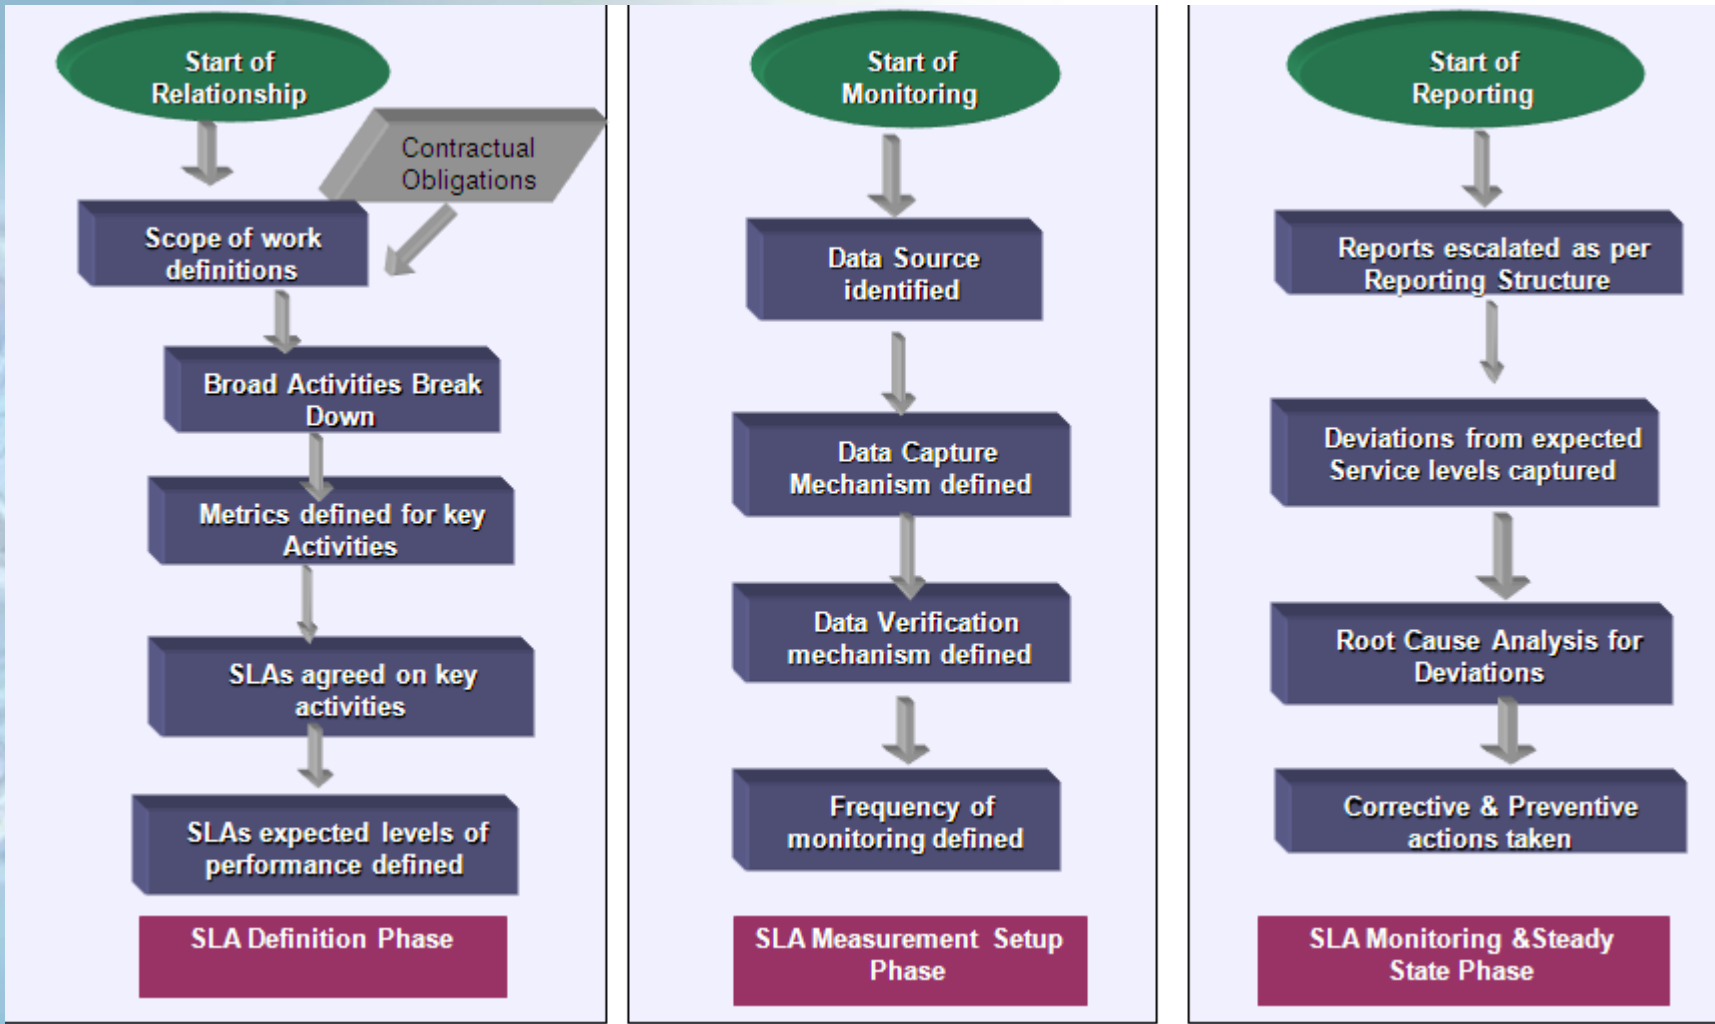 Start of
Relationship
Contractual
Obligations
Scope of work
definitions
Broad Activities Break
Down
Metrics defined for key
Activities
SLAs agreed on key
activities
SLAs expected levels of
performance defined
SLA Definition Phase
Start of
Monitoring
Data Source
identified
Data Capture
Mechanism defined
Data Verification
mechanism defined
Frequency of
monitoring defined
SLA Measurement Setup
Phase
Start of
Reporting
Reports escalated as per
Reporting Structure
Deviations from expected
Service levels captured
Root Cause Analysis for
Deviations
Corrective & Preventive
actions taken
SLA Monitoring &Steady
State Phase